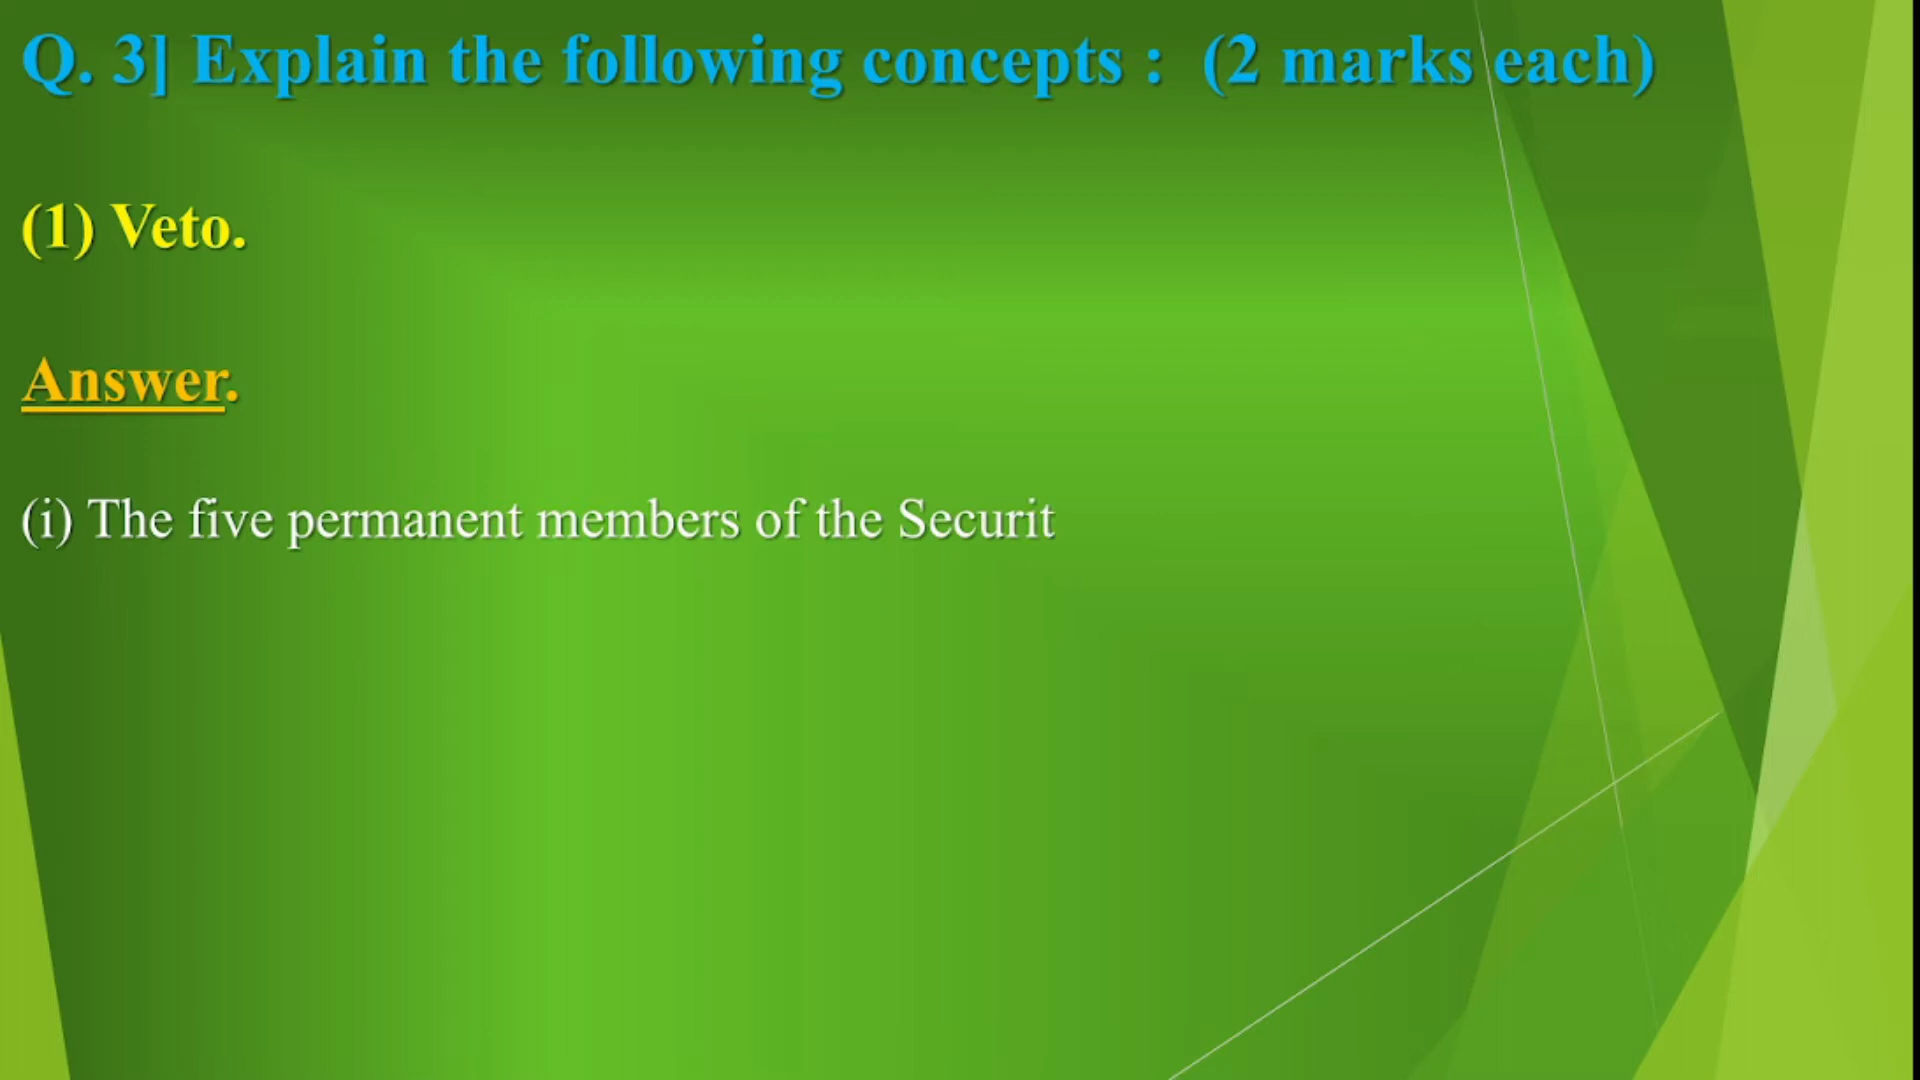 Q. 3] Explain the following concepts : (2 marks each)
(1) Veto.
Answer.
(i) The five permanent members of the Securit